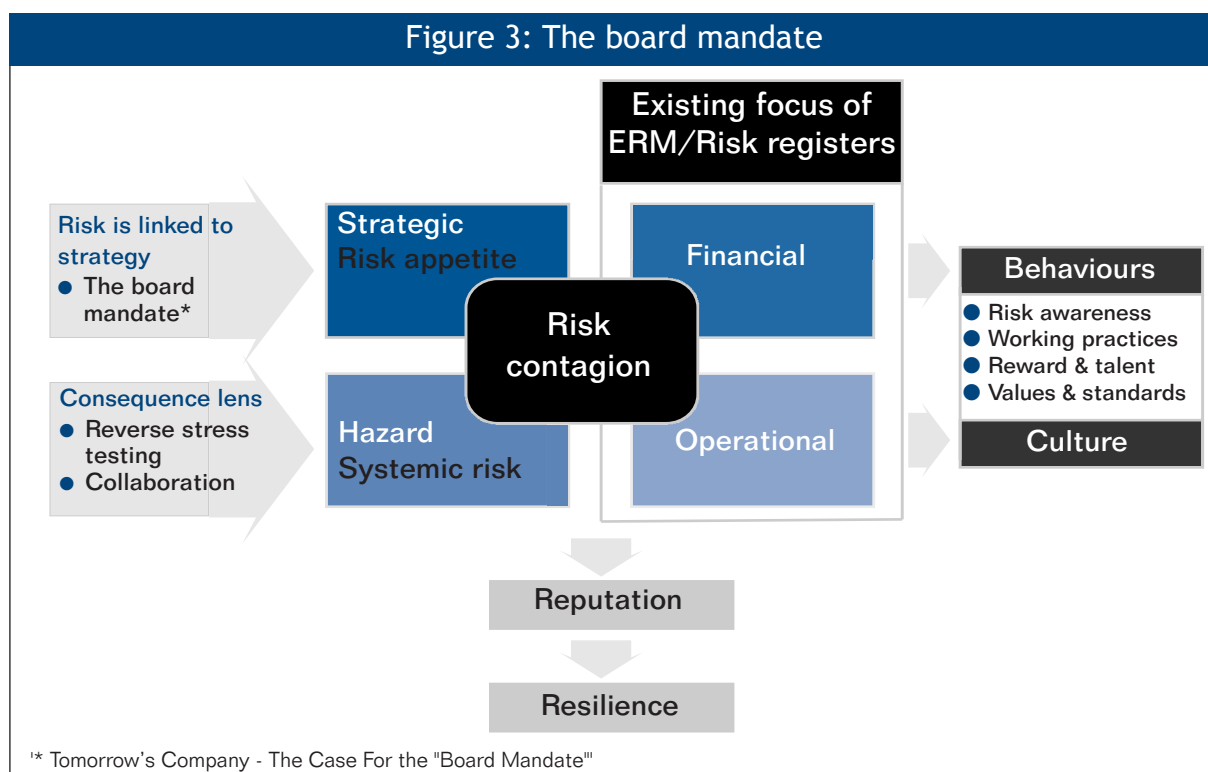 Figure 3: The board mandate
Existing focus of
ERM/Risk registers
Risk is linked to
strategy
● The board
mandate*
Strategic
Risk appetite
Financial
Risk
contagion
Consequence lens
● Reverse stress
testing
● Collaboration
Hazard
Systemic risk
Operational
Behaviours
● Risk awareness
● Working practices
● Reward & talent
● Values & standards
Culture
Reputation
Resilience
'* Tomorrow's Company - The Case For the "Board Mandate"'